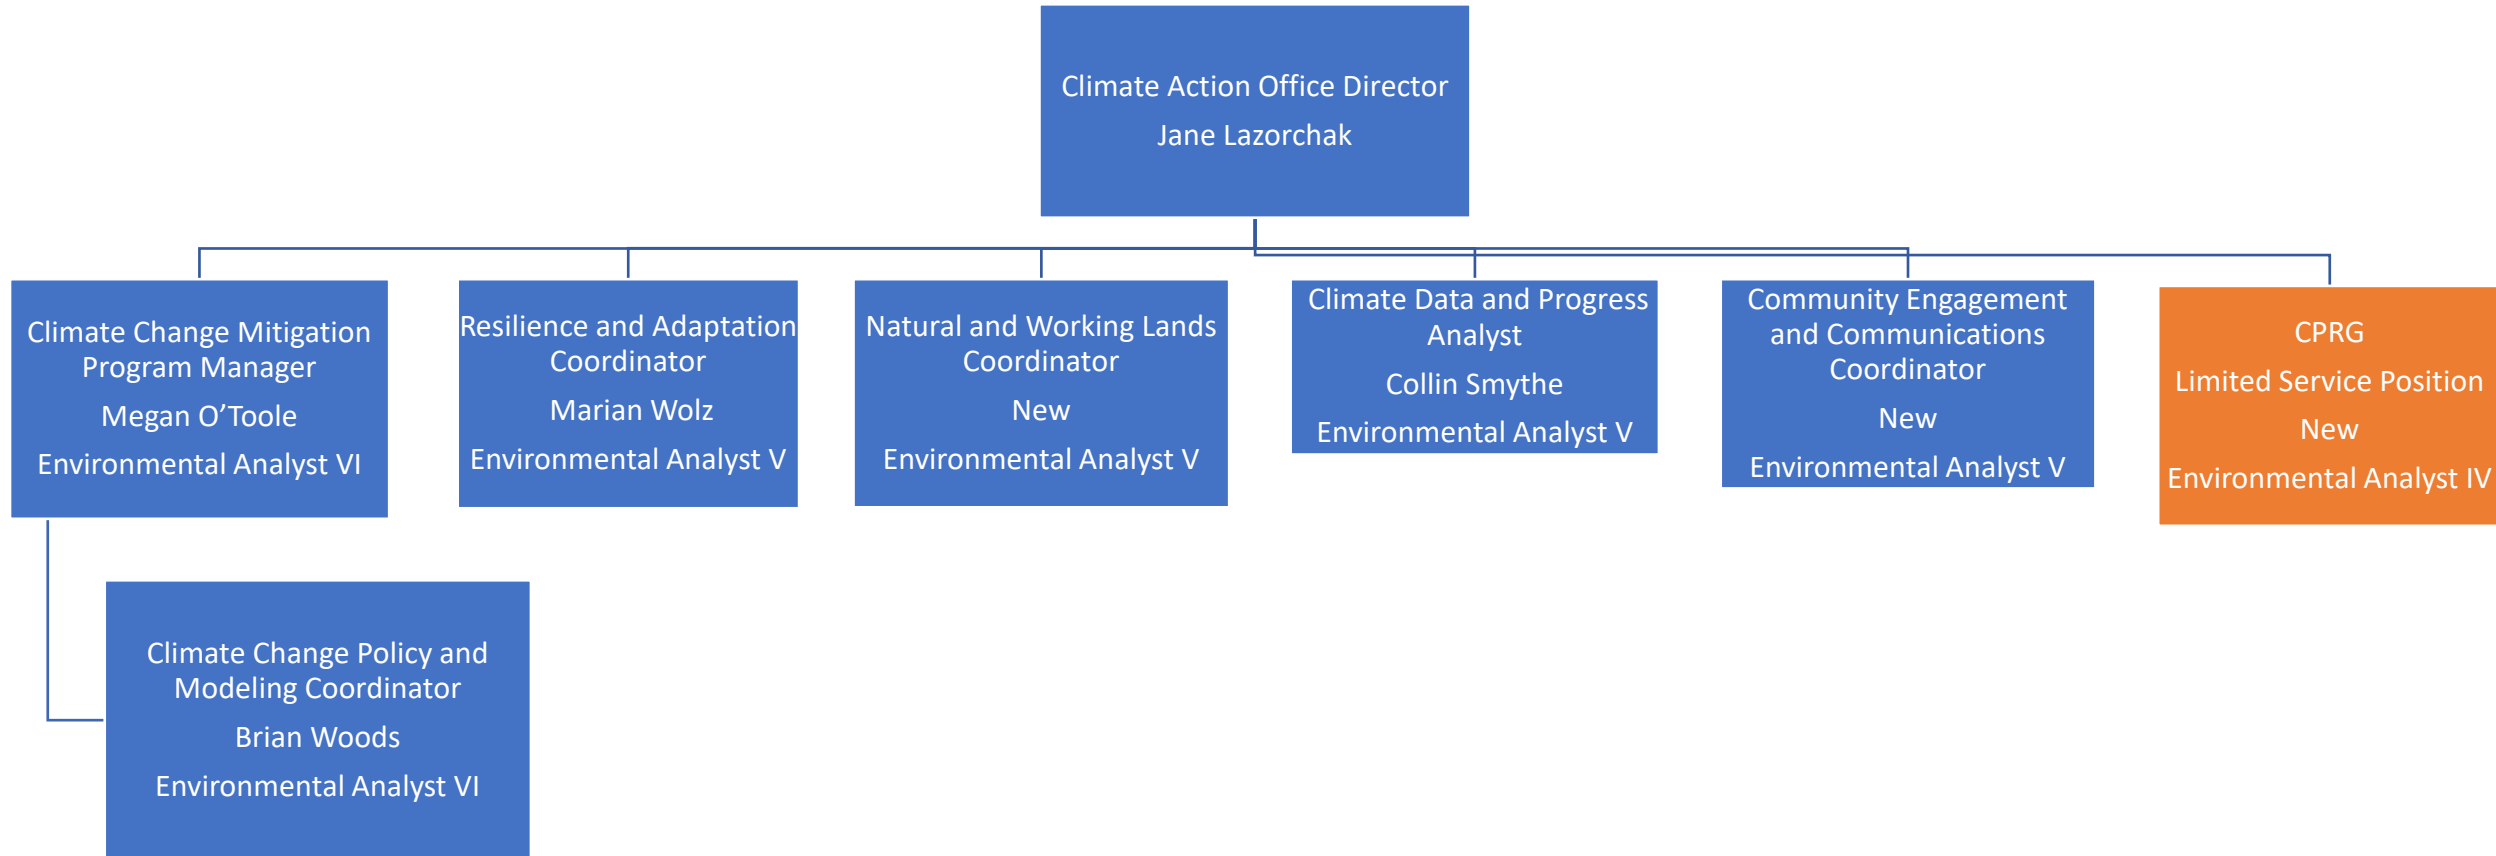 Climate Action Office Director
Jane Lazorchak
Climate Change Mitigation
Program Manager
Megan O’Toole
Environmental Analyst VI
Resilience and Adaptation
Coordinator
Marian Wolz
Environmental Analyst V
Natural and Working Lands
Coordinator
New
Environmental Analyst V
Climate Data and Progress
Analyst
Collin Smythe
Environmental Analyst V
Community Engagement
and Communications
Coordinator
New
Environmental Analyst V
CPRG
Limited Service Position
New
Environmental Analyst IV
Climate Change Policy and
Modeling Coordinator
Brian Woods
Environmental Analyst VI